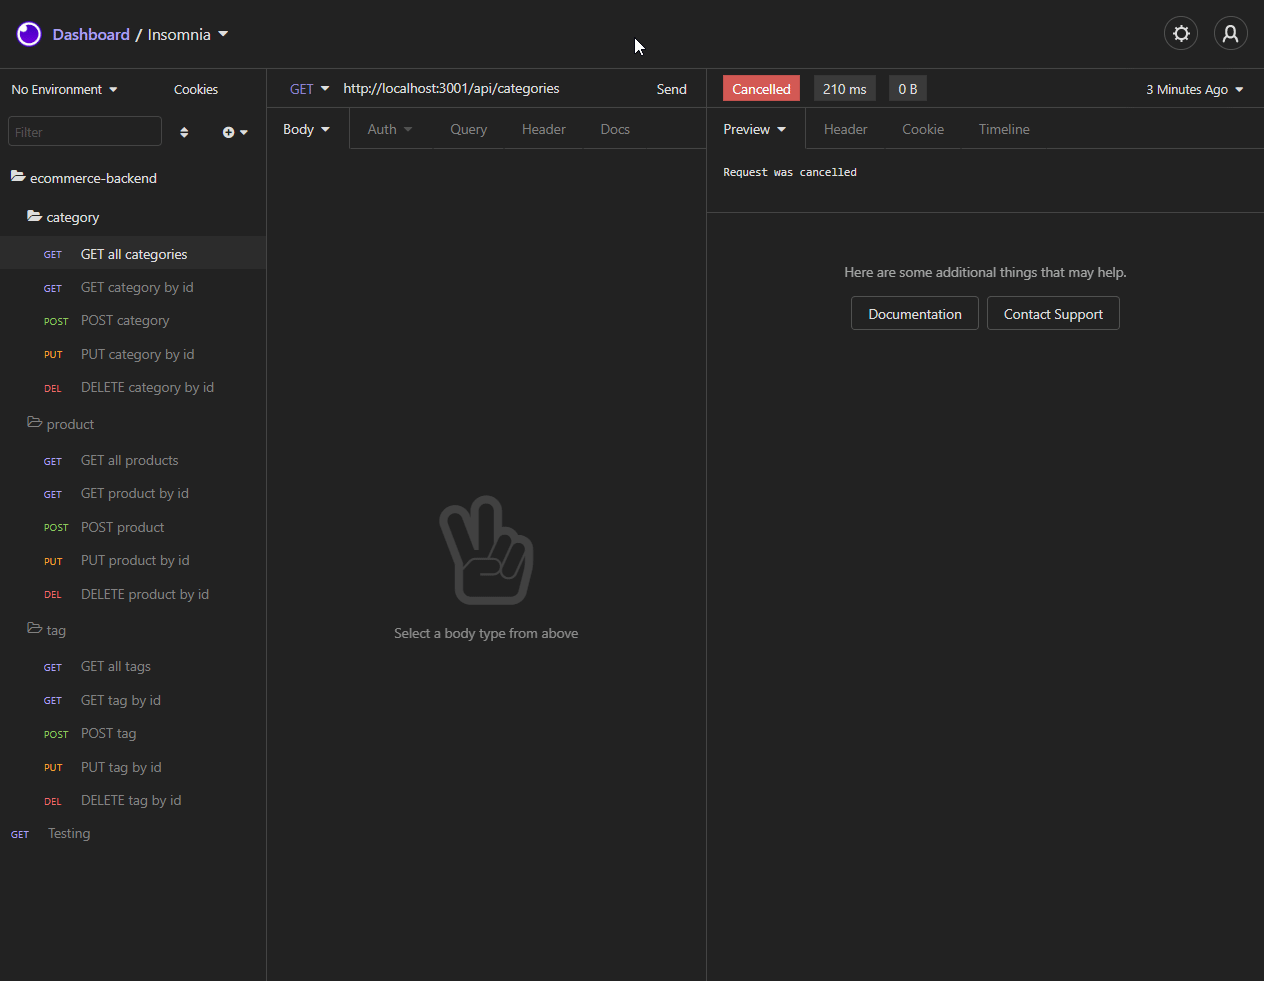 Dashboard / Insomnia
No Environment
Cookies
Filter
ecommerce-backend
category
GET GET all categories
GET GET category by id
POST POST category
PUT PUT category by id
DEL DELETE category by id
product
GET GET all products
GET GET product by id
POST POST product
PUT PUT product by id
DEL DELETE product by id
tag
GET GET all tags
GET GET tag by id
POST POST tag
PUT PUT tag by id
DEL DELETE tag by id
GET Testing
GET http://localhost:3001/api/categories Send
Body Auth Query Header Docs
Select a body type from above
Cancelled 210 ms 0 B 3 Minutes Ago
Preview Header Cookie Timeline
Request was cancelled
Here are some additional things that may help.
Documentation Contact Support